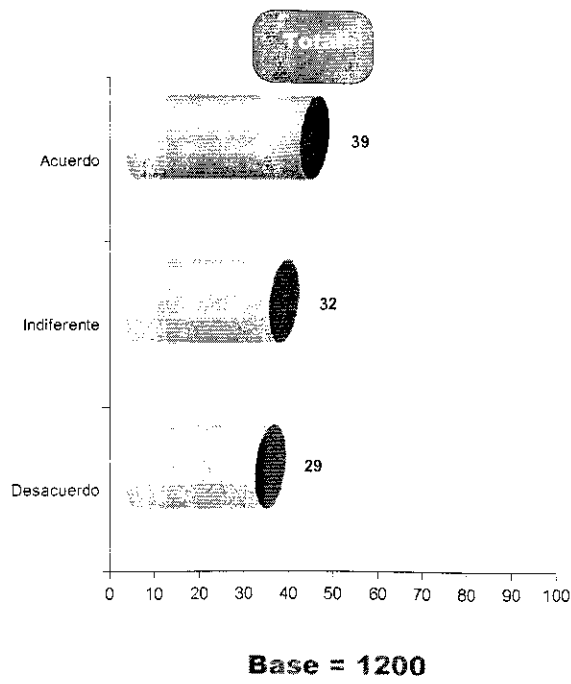 Total
Acuerdo 39
Indiferente 32
Desacuerdo 29
0 10 20 30 40 50 60 70 80 90 100
Base = 1200